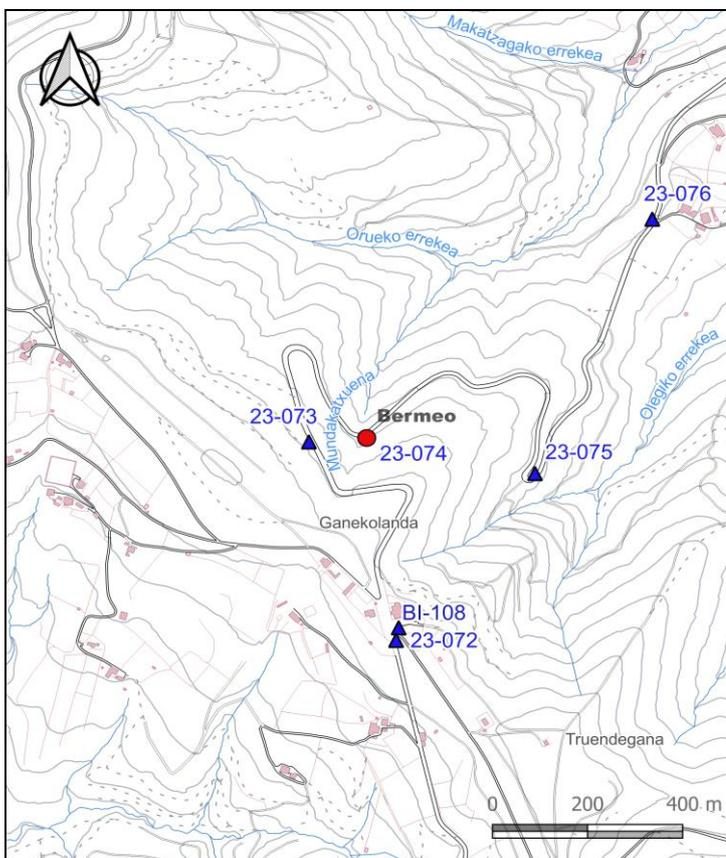 Makatzagako errekea
23-076
Orueko errekea
Olegiko errekea
Mundakatxuena
Bermeo
23-073
23-074
23-075
Ganekolanda
BI-108
23-072
Truendegana
0 200 400 m